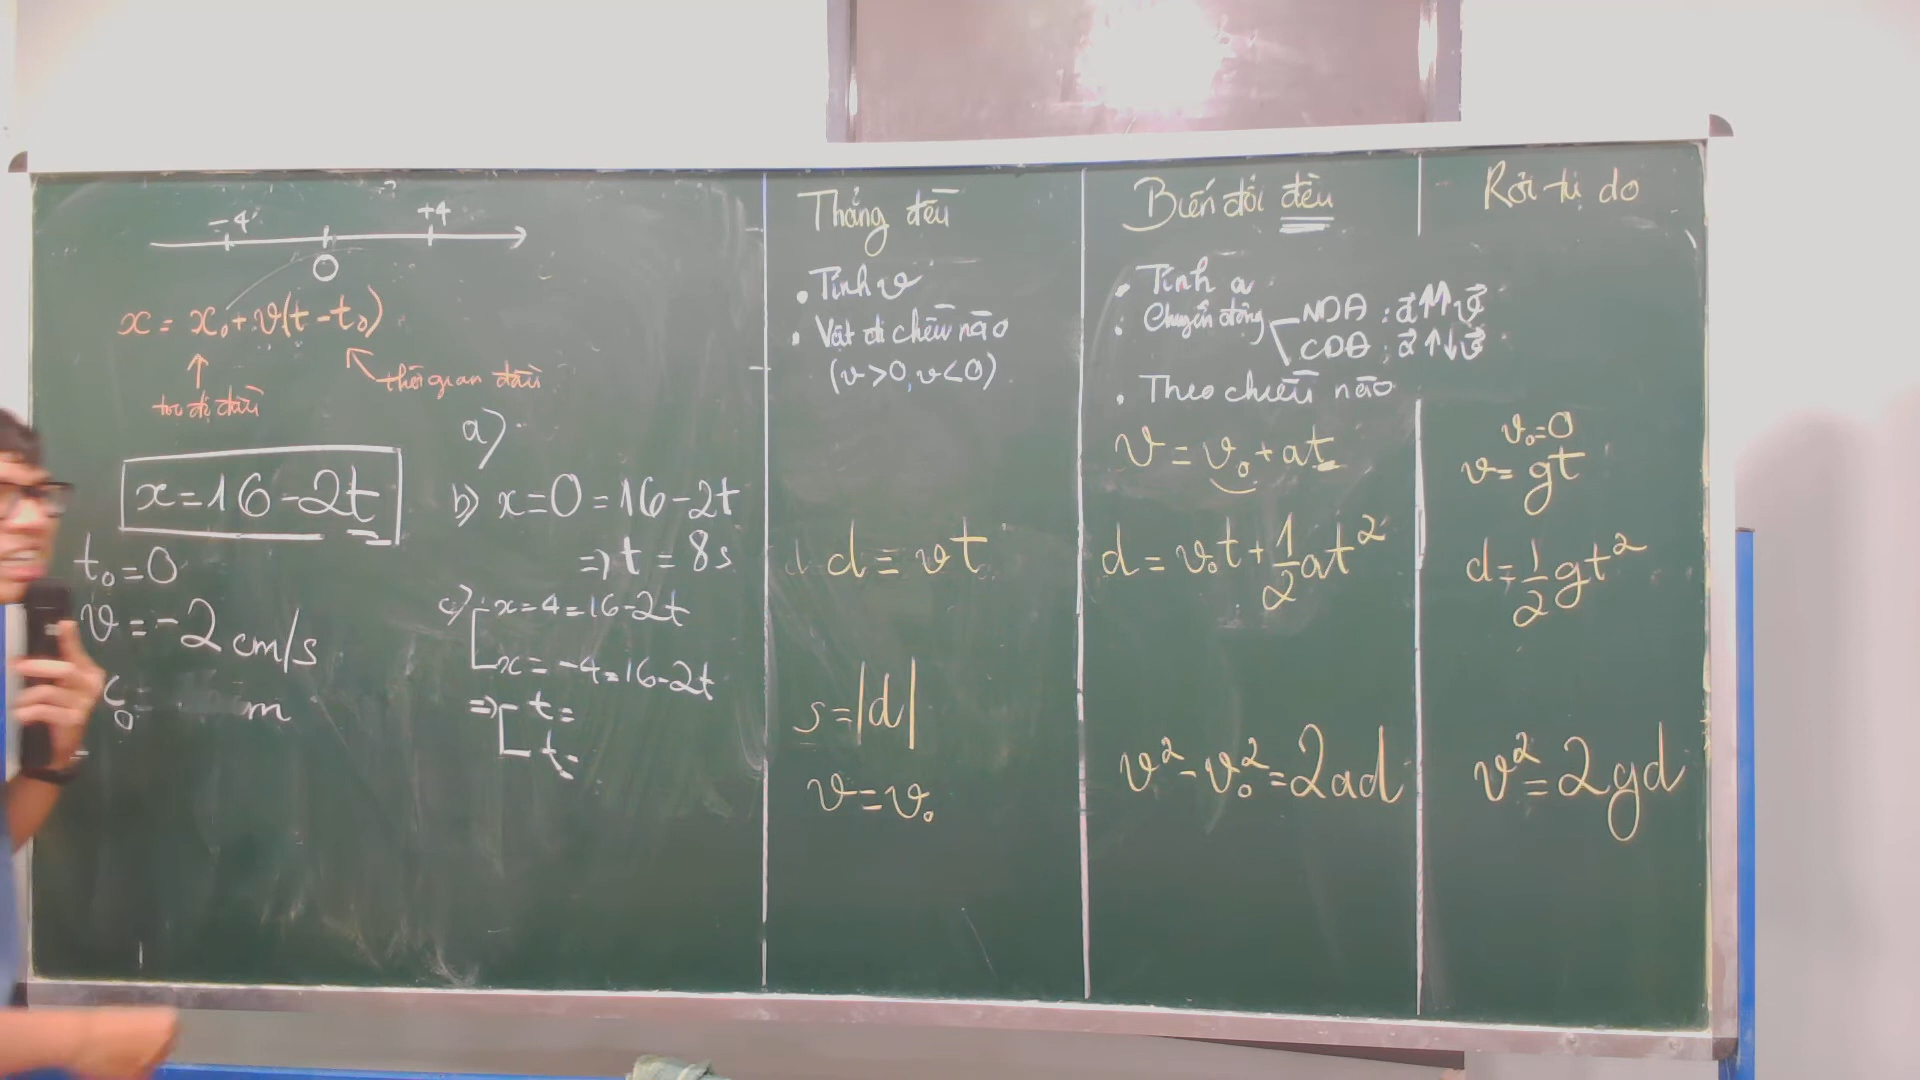 -4 +4
O
x = x₀ + v(t - t₀)
thời gian đầu
toạ độ đầu
x = 16 - 2t
t₀ = 0
v = -2 cm/s
m
a)
b) x = 0 = 16 - 2t
=> t = 8s
c) x = 4 = 16 - 2t
x = -4 = 16 - 2t
=> t =
t =
Thẳng đều
• Tính v
• Vật đi chều nào
(v > 0, v < 0)
d = vt
s = |d|
v = v₀
Biến đổi đều
• Tính a
• Chuyển động NDĐ : a⃗ ↑↑ v⃗
CDĐ : a⃗ ↑↓ v⃗
• Theo chiều nào
v = v₀ + at
d = v₀t + 1/2 at²
v² - v₀² = 2ad
Rơi tự do
v₀ = 0
v = gt
d = 1/2 gt²
v² = 2gd